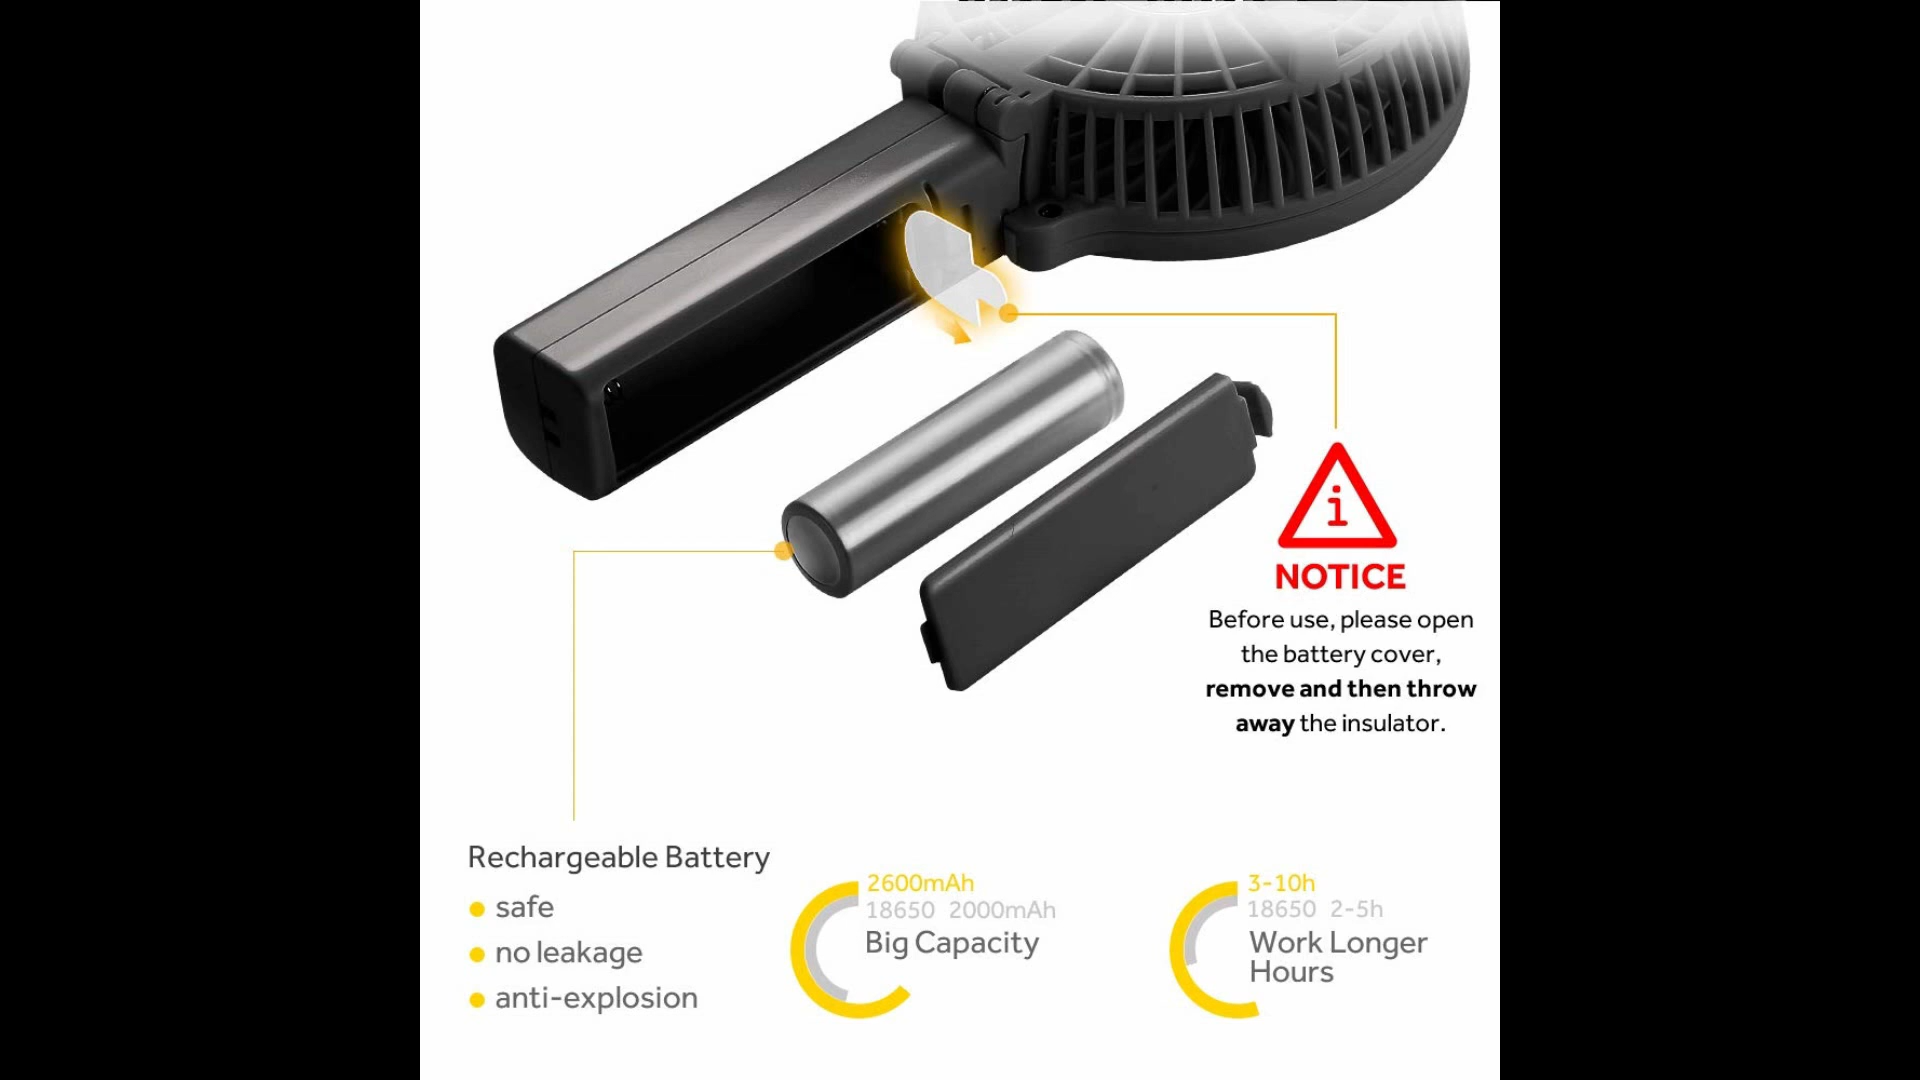 i
NOTICE
Before use, please open
the battery cover,
remove and then throw
away the insulator.
Rechargeable Battery
safe
no leakage
anti-explosion
2600mAh
18650 2000mAh
Big Capacity
3-10h
18650 2-5h
Work Longer
Hours